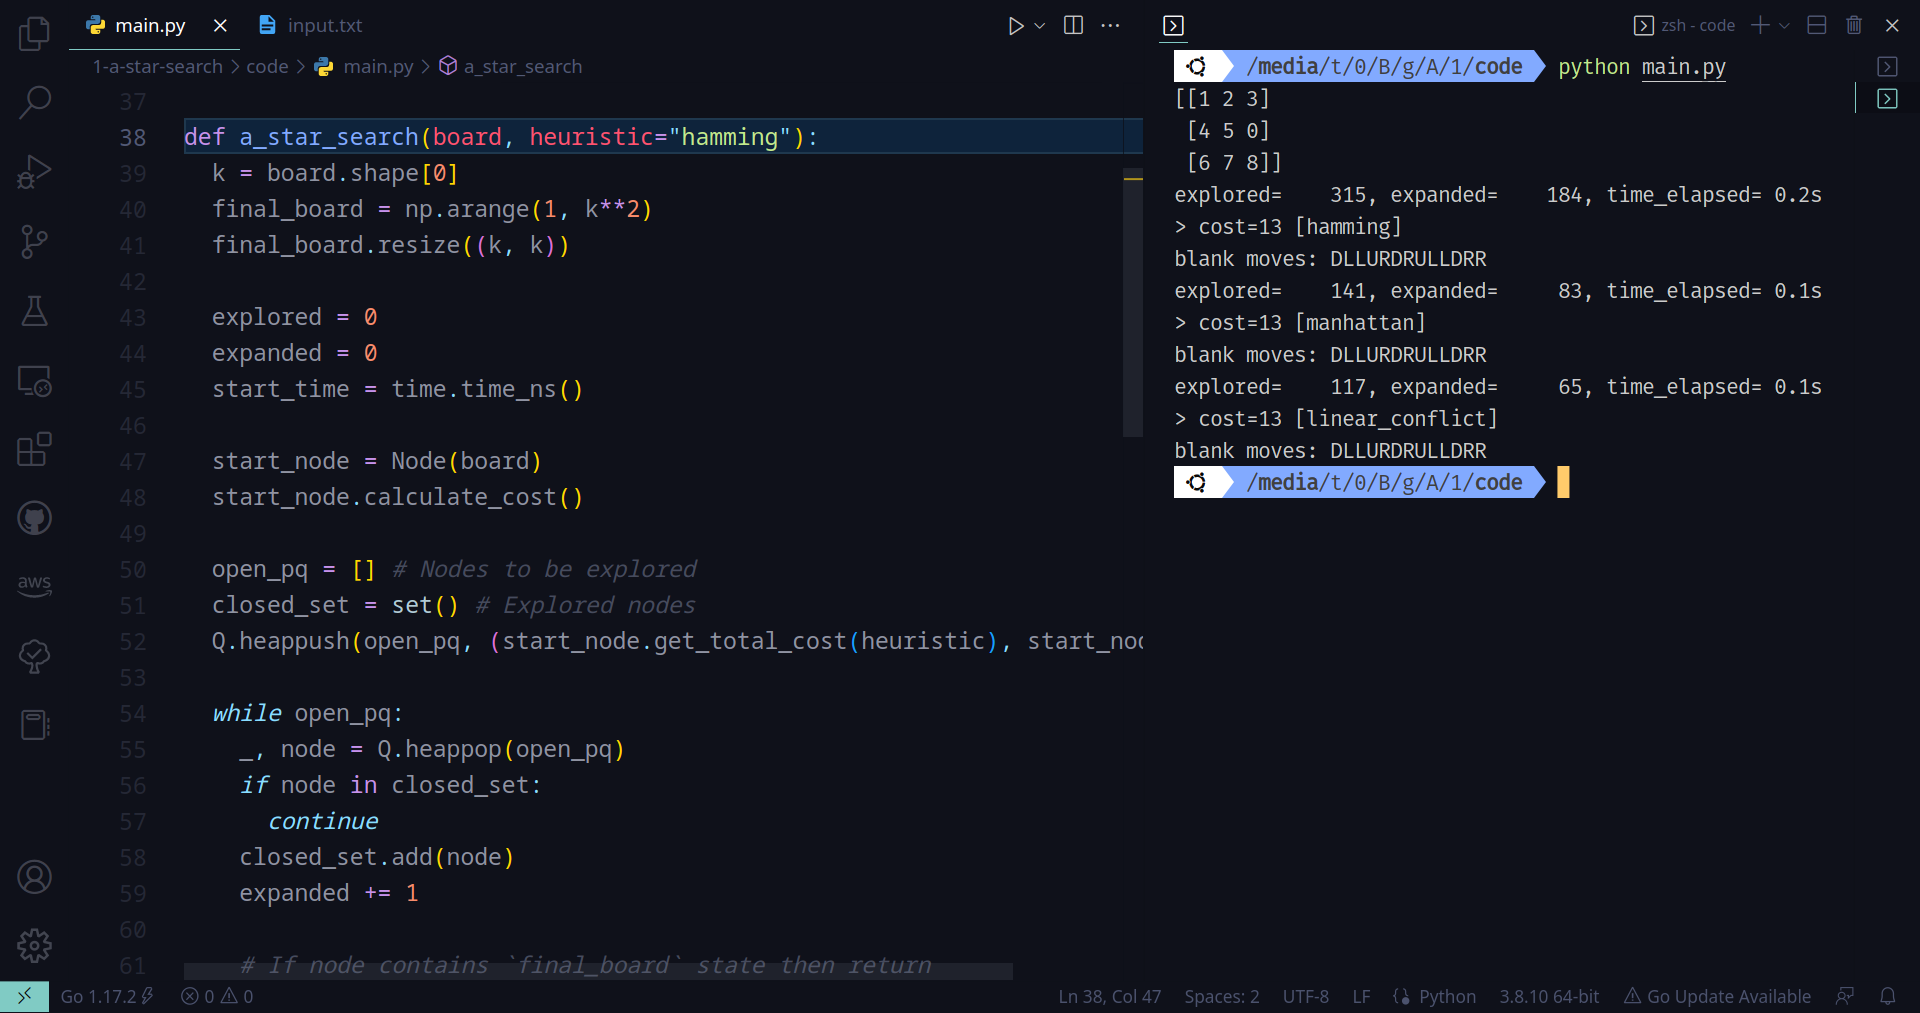 main.py
input.txt
1-a-star-search > code > main.py > a_star_search
37
38 def a_star_search(board, heuristic="hamming"):
39 k = board.shape[0]
40 final_board = np.arange(1, k**2)
41 final_board.resize((k, k))
42
43 explored = 0
44 expanded = 0
45 start_time = time.time_ns()
46
47 start_node = Node(board)
48 start_node.calculate_cost()
49
50 open_pq = [] # Nodes to be explored
51 closed_set = set() # Explored nodes
52 Q.heappush(open_pq, (start_node.get_total_cost(heuristic), start_no
53
54 while open_pq:
55 _, node = Q.heappop(open_pq)
56 if node in closed_set:
57 continue
58 closed_set.add(node)
59 expanded += 1
60
61 # If node contains `final_board` state then return
aws
zsh - code
/media/t/0/B/g/A/1/code python main.py
[[1 2 3]
[4 5 0]
[6 7 8]]
explored= 315, expanded= 184, time_elapsed= 0.2s
> cost=13 [hamming]
blank moves: DLLURDRULLDRR
explored= 141, expanded= 83, time_elapsed= 0.1s
> cost=13 [manhattan]
blank moves: DLLURDRULLDRR
explored= 117, expanded= 65, time_elapsed= 0.1s
> cost=13 [linear_conflict]
blank moves: DLLURDRULLDRR
/media/t/0/B/g/A/1/code
Go 1.17.2 0 0 Ln 38, Col 47 Spaces: 2 UTF-8 LF Python 3.8.10 64-bit Go Update Available